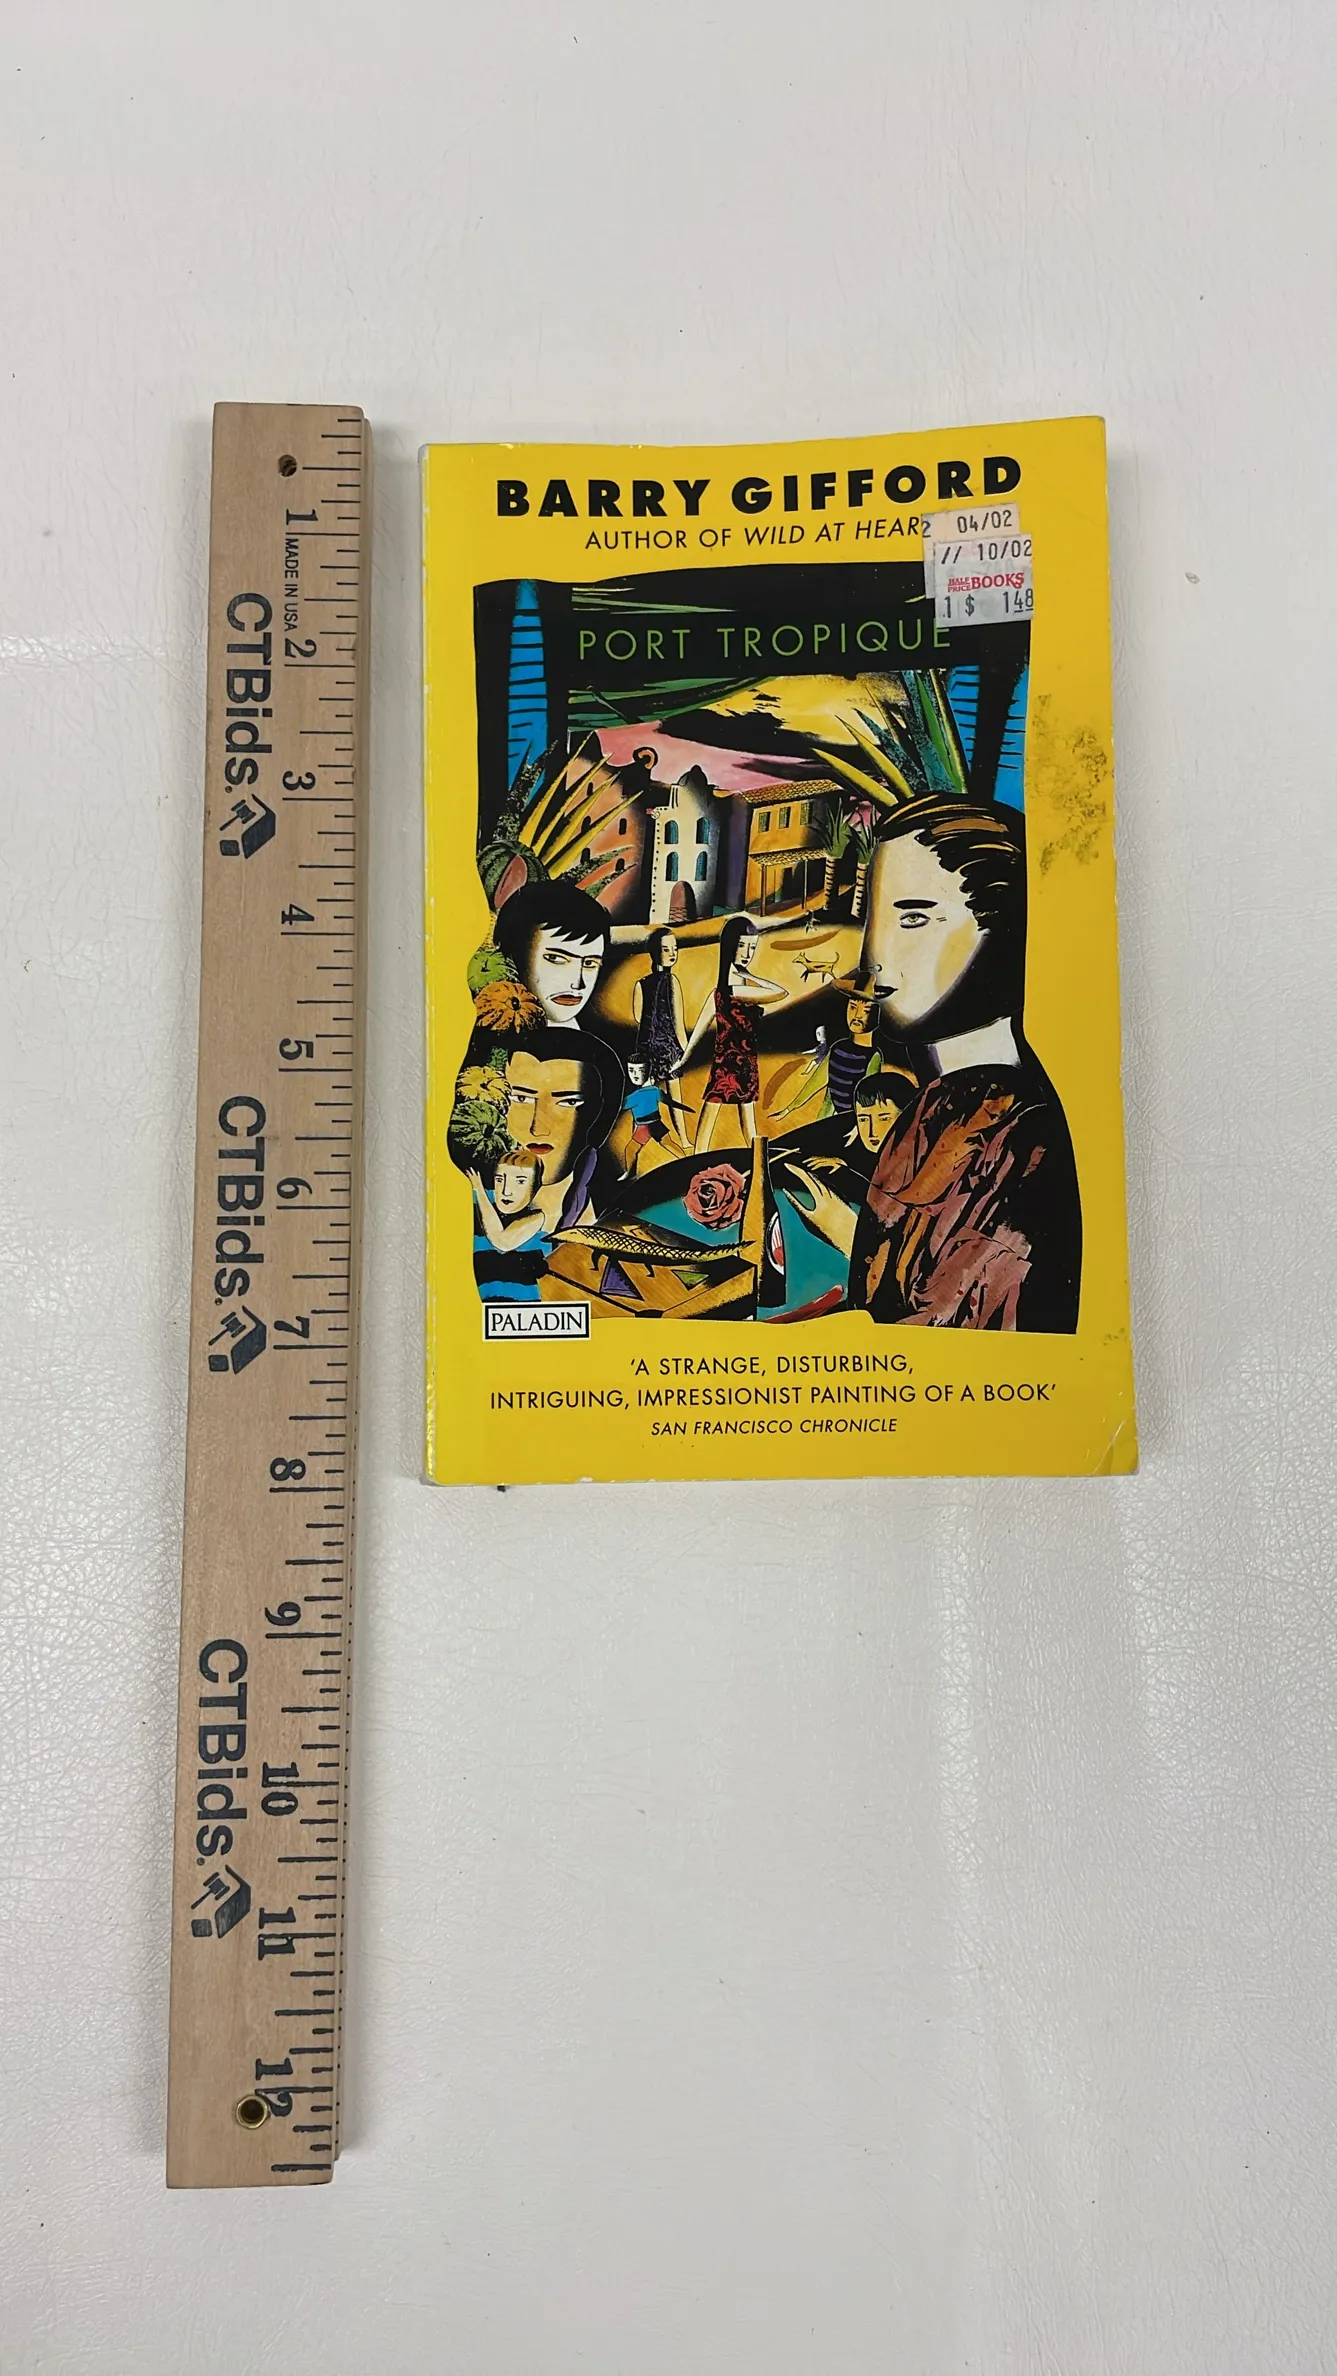 BARRY GIFFORD
AUTHOR OF WILD AT HEAR
2 04/02
// 10/02
HALF PRICE BOOKS
1 $ 148
PORT TROPIQUE
PALADIN
'A STRANGE, DISTURBING,
INTRIGUING, IMPRESSIONIST PAINTING OF A BOOK'
SAN FRANCISCO CHRONICLE
1 2 3 4 5 6 7 8 9 10 11 12
MADE IN USA
CTBids.
CTBids.
CTBids.